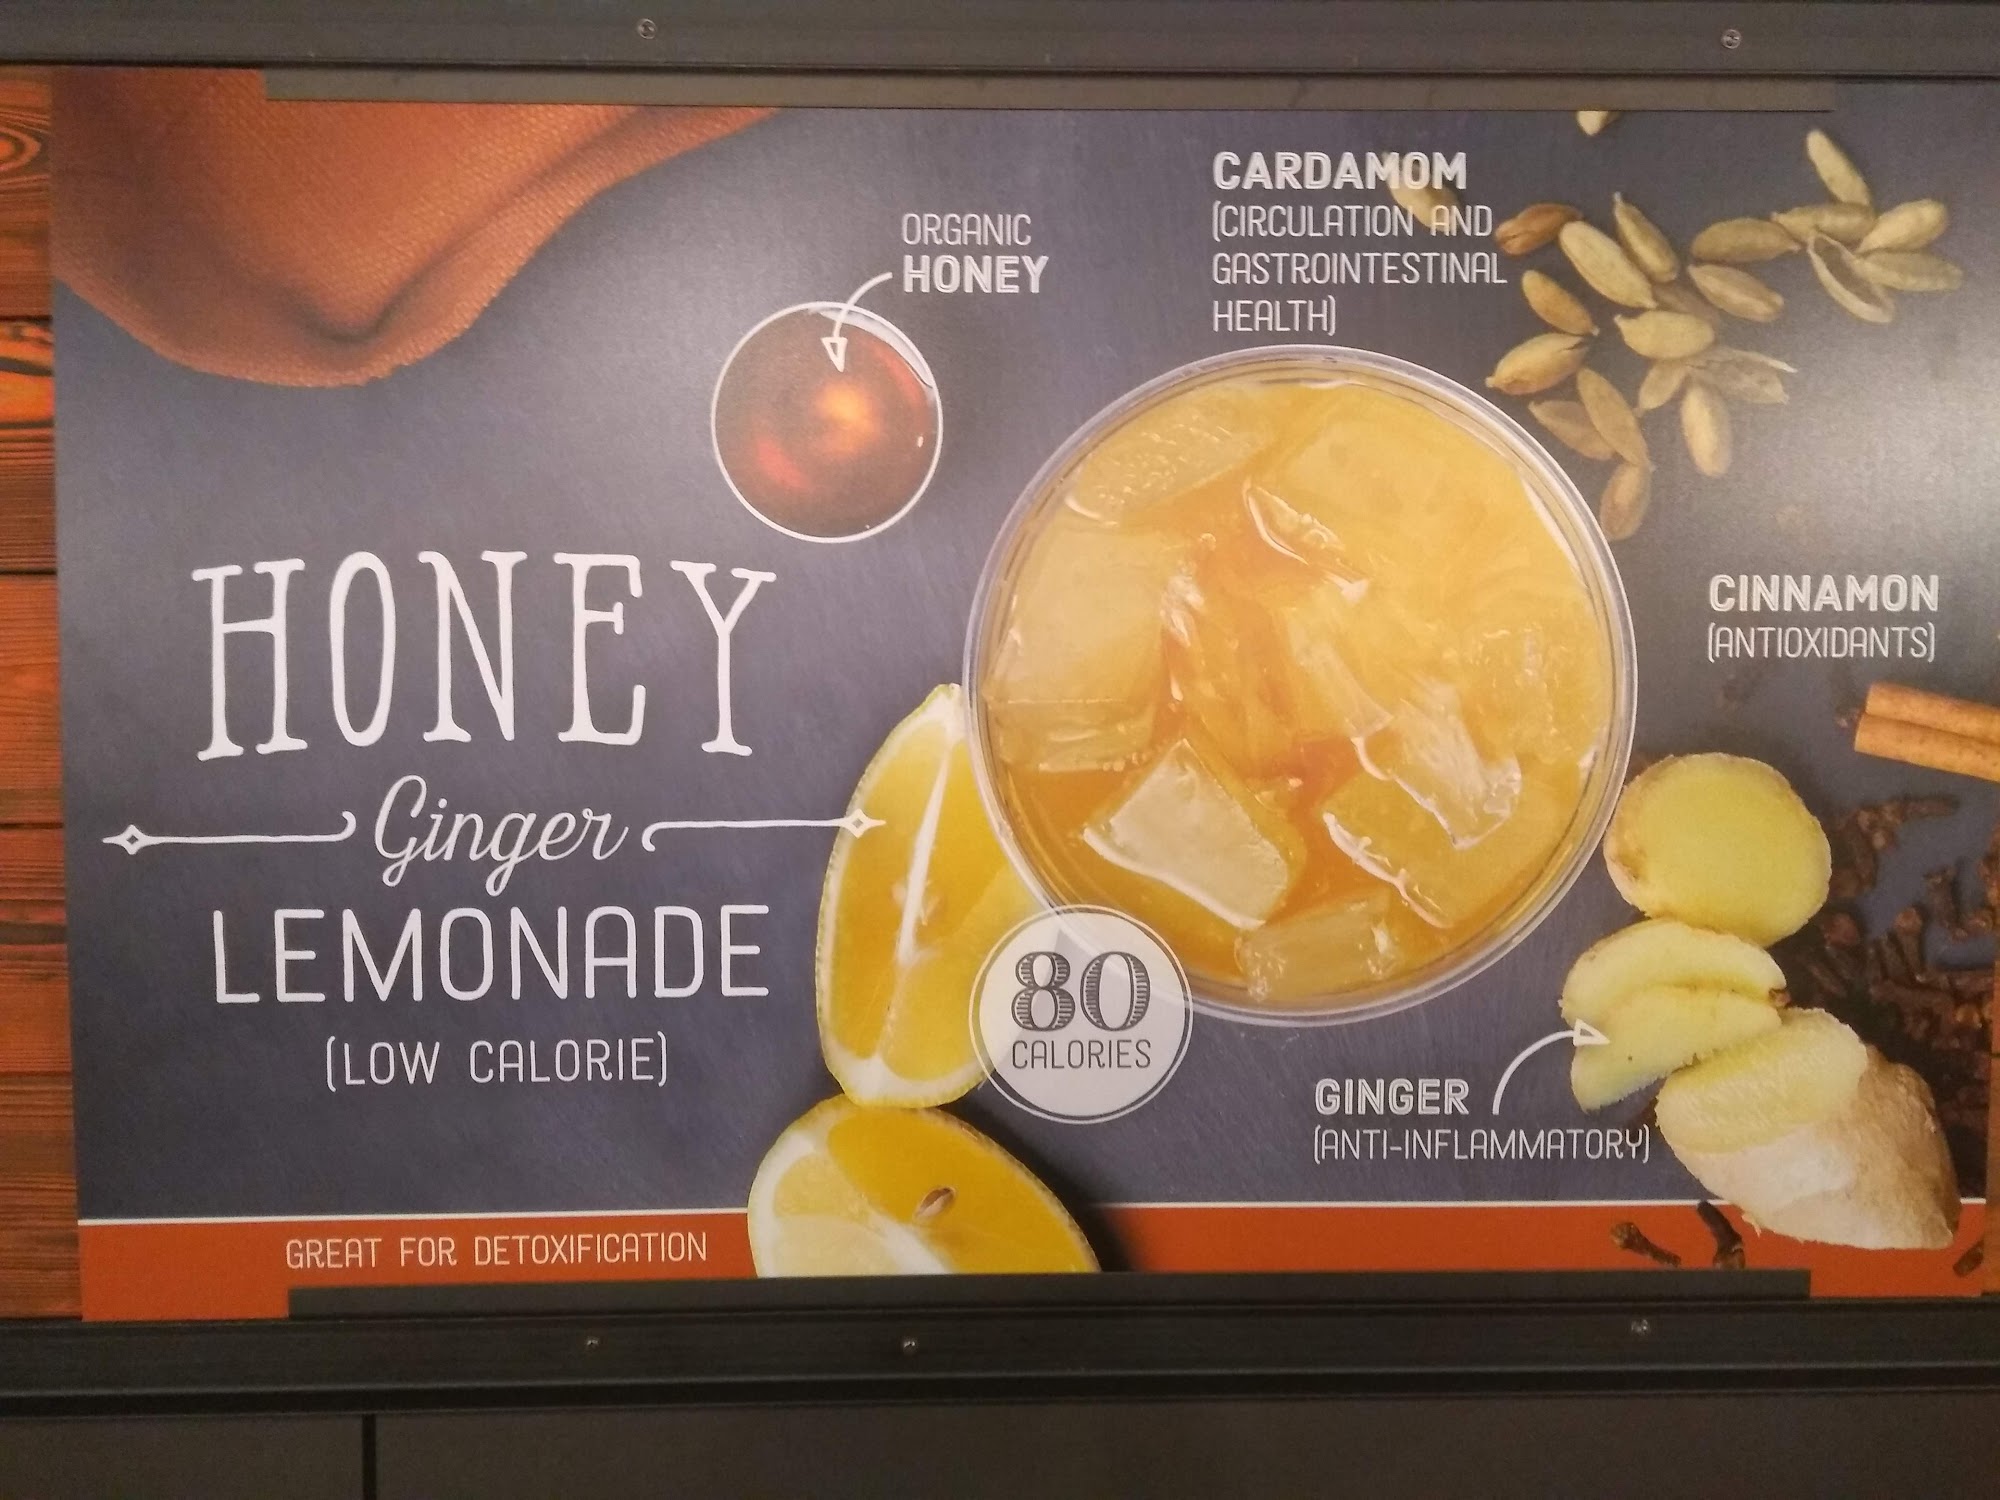 HONEY
Ginger
LEMONADE
(LOW CALORIE)
ORGANIC
HONEY
CARDAMOM
(CIRCULATION AND
GASTROINTESTINAL
HEALTH)
CINNAMON
(ANTIOXIDANTS)
80
CALORIES
GINGER
(ANTI-INFLAMMATORY)
GREAT FOR DETOXIFICATION